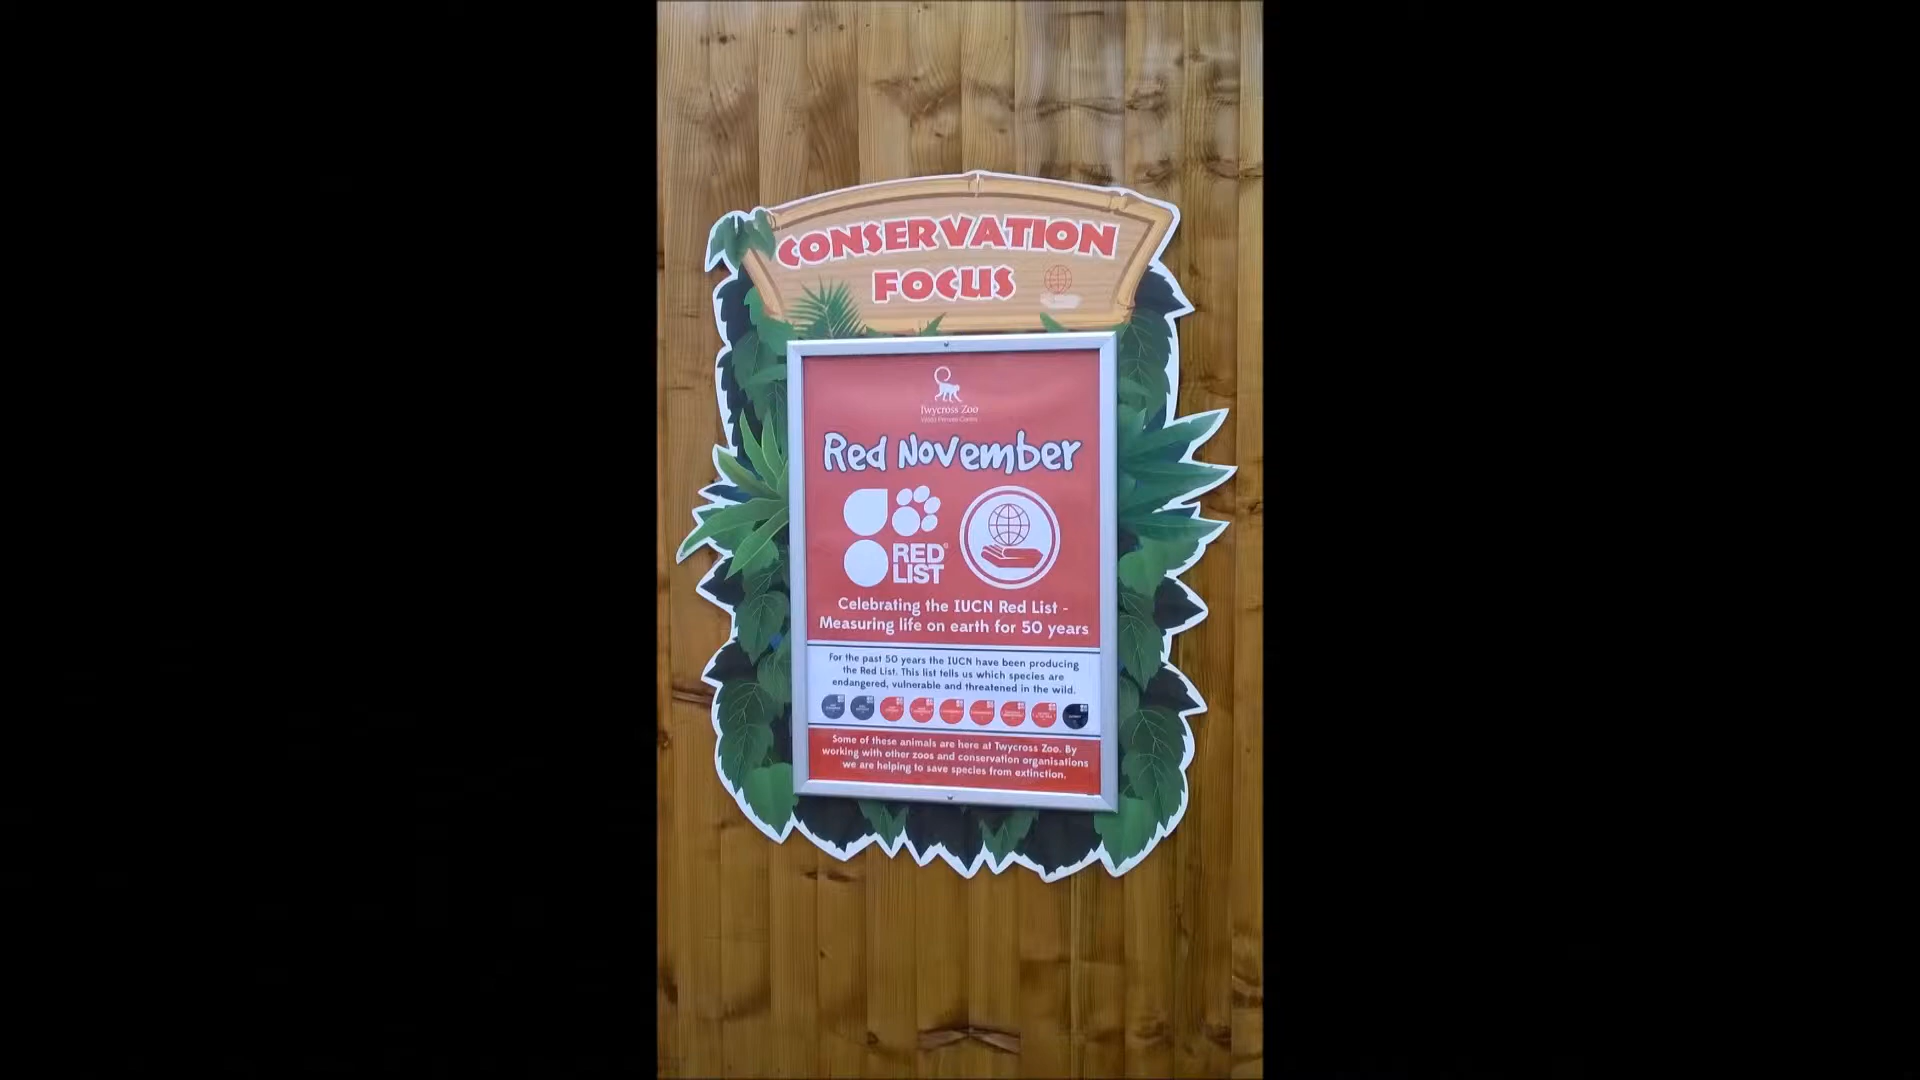 CONSERVATION
FOCUS
Twycross Zoo
World Primate Centre
Red November
RED
LIST
Celebrating the IUCN Red List -
Measuring life on earth for 50 years
For the past 50 years the IUCN have been producing
the Red List. This list tells us which species are
endangered, vulnerable and threatened in the wild.
Some of these animals are here at Twycross Zoo. By
working with other zoos and conservation organisations
we are helping to save species from extinction.